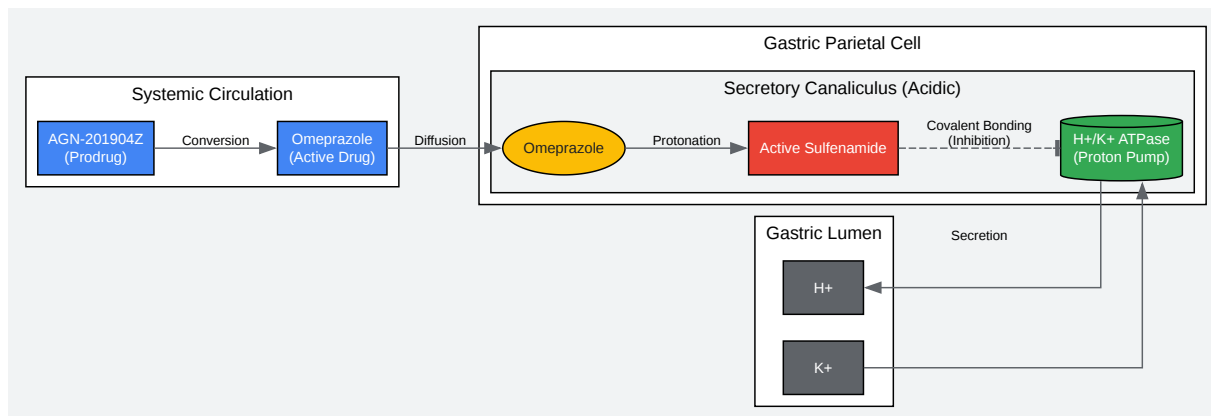 Gastric Parietal Cell
Systemic Circulation
Secretory Canaliculus (Acidic)
AGN-201904Z
(Prodrug)
Conversion
Omeprazole
(Active Drug)
Diffusion
Omeprazole
Protonation
Active Sulfenamide
Covalent Bonding
(Inhibition)
H+/K+ ATPase
(Proton Pump)
Gastric Lumen
Secretion
H+
K+